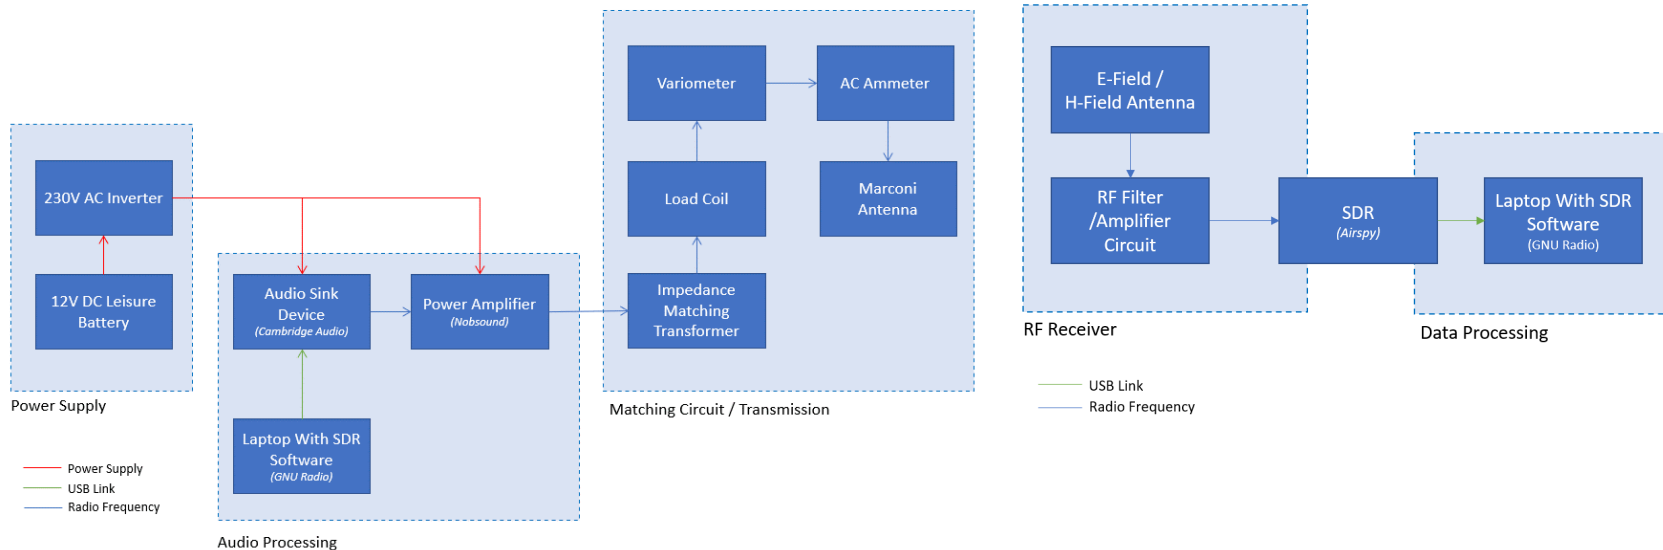 230V AC Inverter
12V DC Leisure
Battery
Power Supply
Power Supply
USB Link
Radio Frequency
Audio Sink
Device
(Cambridge Audio)
Power Amplifier
(Nobsound)
Laptop With SDR
Software
(GNU Radio)
Audio Processing
Variometer
AC Ammeter
Load Coil
Marconi
Antenna
Impedance
Matching
Transformer
Matching Circuit / Transmission
E-Field /
H-Field Antenna
RF Filter
/Amplifier
Circuit
RF Receiver
SDR
(Airspy)
Laptop With SDR
Software
(GNU Radio)
Data Processing
USB Link
Radio Frequency